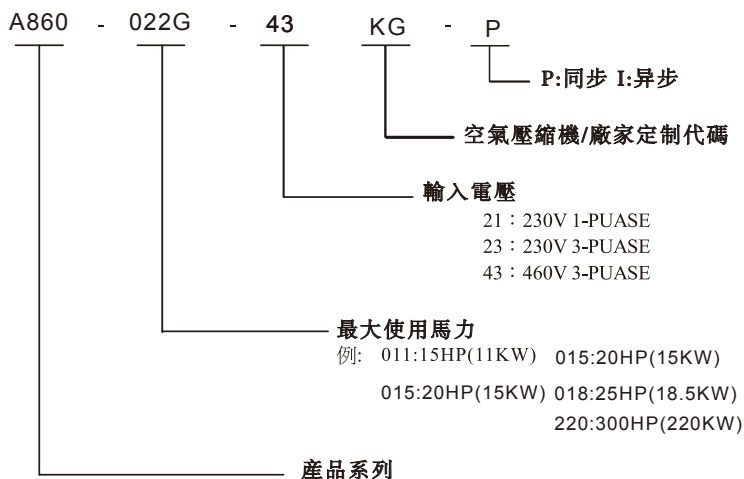 A860 - 022G - 43 KG - P
P:同步 I:异步
空氣壓縮機/廠家定制代碼
輸入電壓
21：230V 1-PUASE
23：230V 3-PUASE
43：460V 3-PUASE
最大使用馬力
例: 011:15HP(11KW) 015:20HP(15KW)
015:20HP(15KW) 018:25HP(18.5KW)
220:300HP(220KW)
産品系列